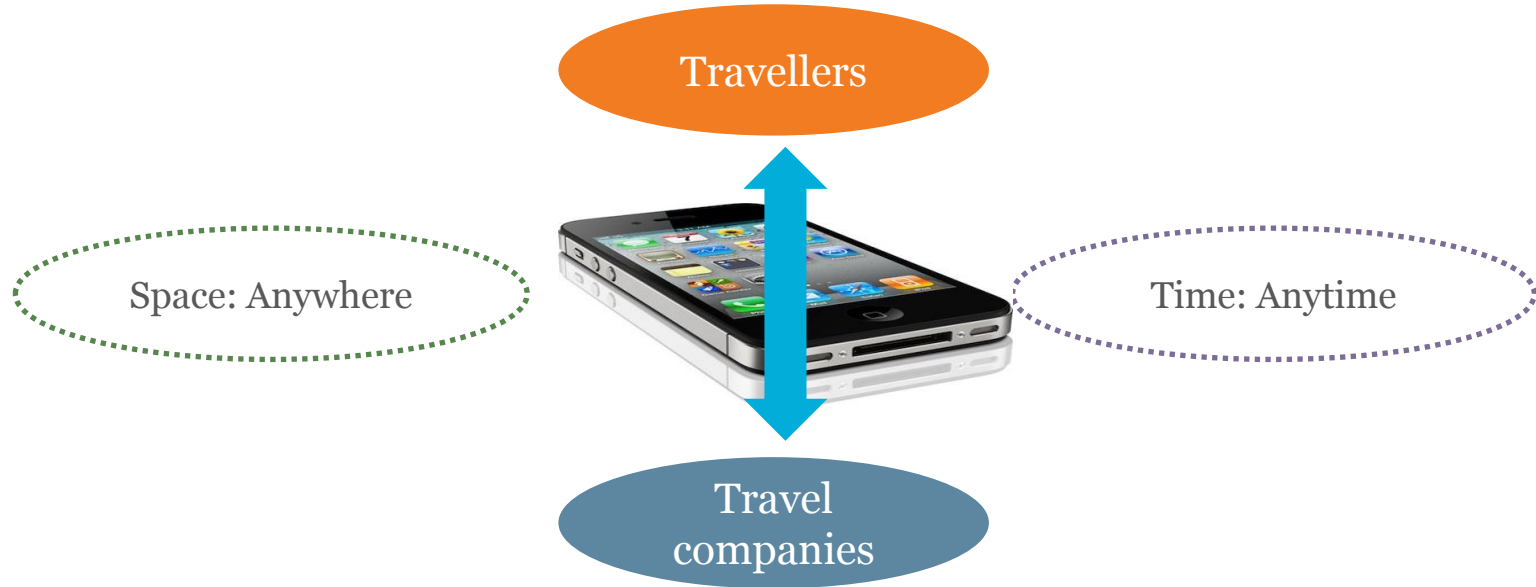 Travellers
Space: Anywhere
Time: Anytime
Travel
companies